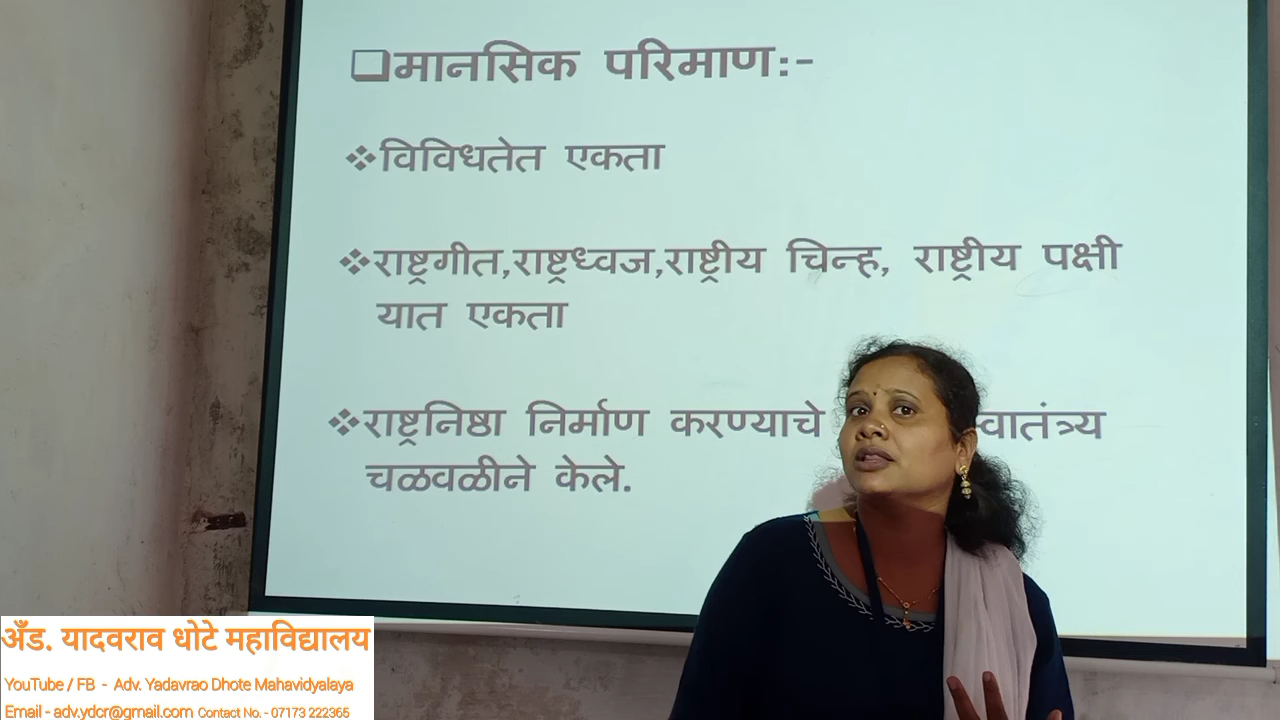 ❑मानसिक परिमाण:-
❖विविधतेत एकता
❖राष्ट्रगीत,राष्ट्रध्वज,राष्ट्रीय चिन्ह, राष्ट्रीय पक्षी
यात एकता
❖राष्ट्रनिष्ठा निर्माण करण्याचे
चळवळीने केले.
अँड. यादवराव धोटे महाविद्यालय
YouTube / FB - Adv. Yadavrao Dhote Mahavidyalaya
Email - adv.ydcr@gmail.com Contact No. - 07173 222365